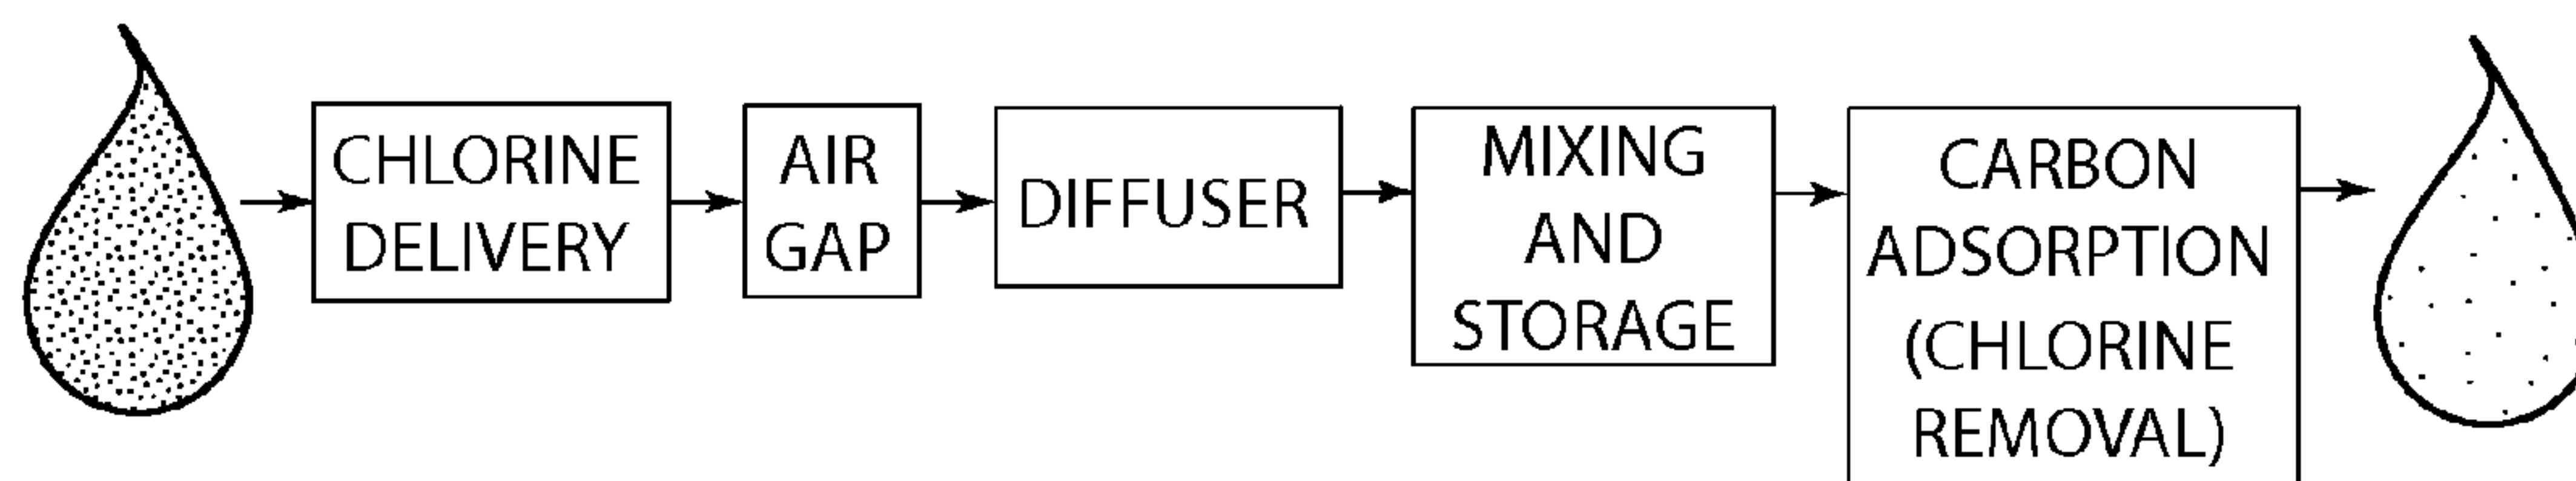 CHLORINE
DELIVERY
AIR
GAP
DIFFUSER
MIXING
AND
STORAGE
CARBON
ADSORPTION
(CHLORINE
REMOVAL)